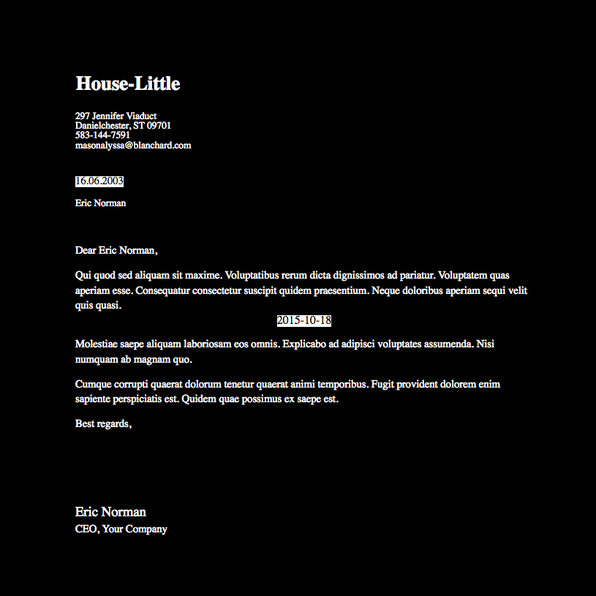 House-Little
297 Jennifer Viaduct
Danielchester, ST 09701
583-144-7591
masonalyssa@blanchard.com
16.06.2003
Eric Norman
Dear Eric Norman,
Qui quod sed aliquam sit maxime. Voluptatibus rerum dicta dignissimos ad pariatur. Voluptatem quas
aperiam esse. Consequatur consectetur suscipit quidem praesentium. Neque doloribus aperiam sequi velit
quis quasi.
2015-10-18
Molestiae saepe aliquam laboriosam eos omnis. Explicabo ad adipisci voluptates assumenda. Nisi
numquam ab magnam quo.
Cumque corrupti quaerat dolorum tenetur quaerat animi temporibus. Fugit provident dolorem enim
sapiente perspiciatis est. Quidem quae possimus ex saepe est.
Best regards,
Eric Norman
CEO, Your Company